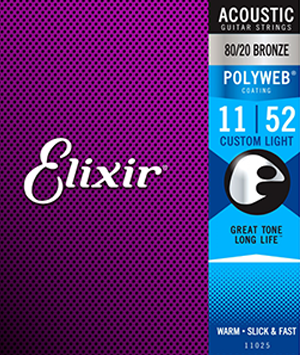 ACOUSTIC
GUITAR STRINGS
80/20 BRONZE
POLYWEB®
COATING
11 | 52
CUSTOM LIGHT
Elixir®
GREAT TONE
LONG LIFE™
WARM • SLICK & FAST
11025